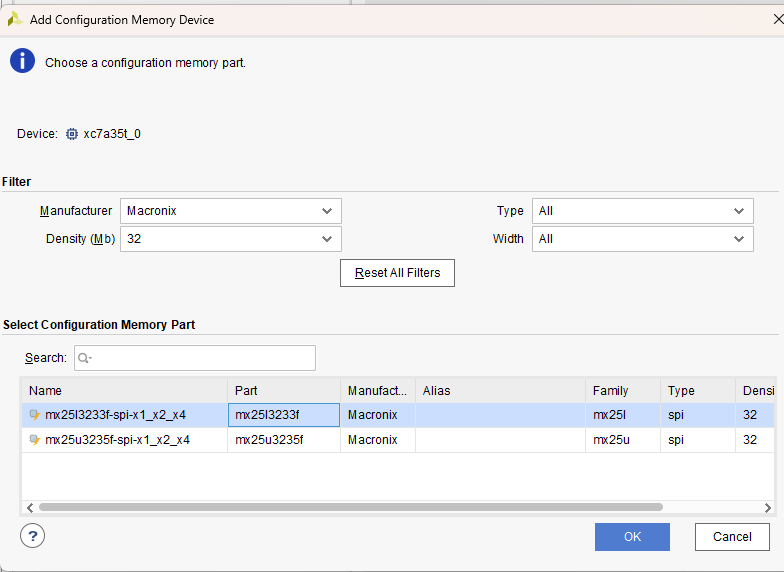 Add Configuration Memory Device
Choose a configuration memory part.
Device: xc7a35t_0
Filter
Manufacturer Macronix Type All
Density (Mb) 32 Width All
Reset All Filters
Select Configuration Memory Part
Search:
Name Part Manufact... Alias Family Type Densi
mx25l3233f-spi-x1_x2_x4 mx25l3233f Macronix mx25l spi 32
mx25u3235f-spi-x1_x2_x4 mx25u3235f Macronix mx25u spi 32
? OK Cancel